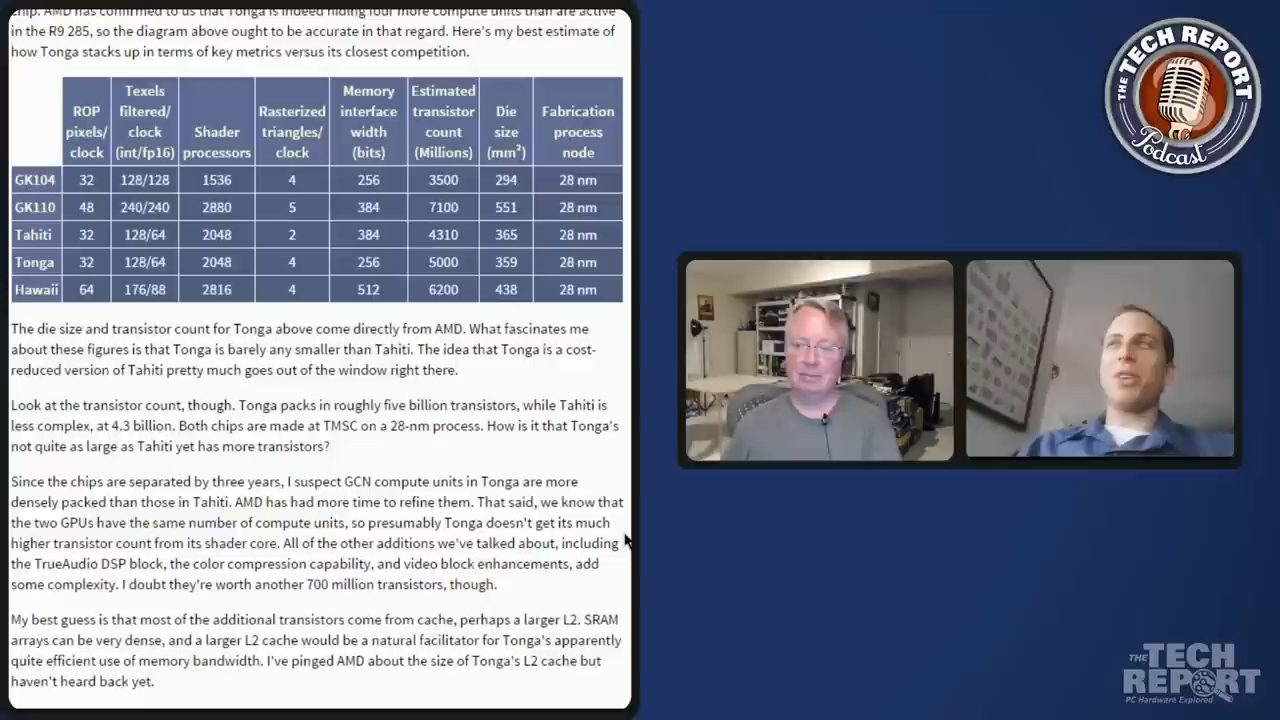 chip. AMD has confirmed to us that Tonga is indeed hiding four more compute units than are active
in the R9 285, so the diagram above ought to be accurate in that regard. Here's my best estimate of
how Tonga stacks up in terms of key metrics versus its closest competition.
ROP pixels/ clock Texels filtered/ clock (int/fp16) Shader processors Rasterized triangles/ clock Memory interface width (bits) Estimated transistor count (Millions) Die size (mm²) Fabrication process node
GK104 32 128/128 1536 4 256 3500 294 28 nm
GK110 48 240/240 2880 5 384 7100 551 28 nm
Tahiti 32 128/64 2048 2 384 4310 365 28 nm
Tonga 32 128/64 2048 4 256 5000 359 28 nm
Hawaii 64 176/88 2816 4 512 6200 438 28 nm
The die size and transistor count for Tonga above come directly from AMD. What fascinates me
about these figures is that Tonga is barely any smaller than Tahiti. The idea that Tonga is a cost-
reduced version of Tahiti pretty much goes out of the window right there.
Look at the transistor count, though. Tonga packs in roughly five billion transistors, while Tahiti is
less complex, at 4.3 billion. Both chips are made at TMSC on a 28-nm process. How is it that Tonga's
not quite as large as Tahiti yet has more transistors?
Since the chips are separated by three years, I suspect GCN compute units in Tonga are more
densely packed than those in Tahiti. AMD has had more time to refine them. That said, we know that
the two GPUs have the same number of compute units, so presumably Tonga doesn't get its much
higher transistor count from its shader core. All of the other additions we've talked about, including
the TrueAudio DSP block, the color compression capability, and video block enhancements, add
some complexity. I doubt they're worth another 700 million transistors, though.
My best guess is that most of the additional transistors come from cache, perhaps a larger L2. SRAM
arrays can be very dense, and a larger L2 cache would be a natural facilitator for Tonga's apparently
quite efficient use of memory bandwidth. I've pinged AMD about the size of Tonga's L2 cache but
haven't heard back yet.
THE TECH REPORT
Podcast
THE TECH
REPORT
PC Hardware Explored